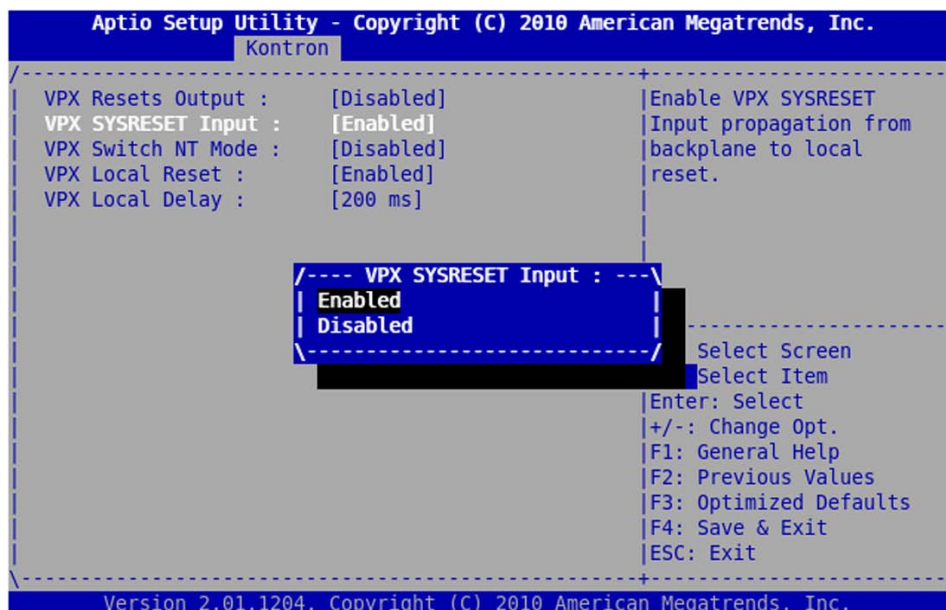 Aptio Setup Utility - Copyright (C) 2010 American Megatrends, Inc.
Kontron
VPX Resets Output : [Disabled]
VPX SYSRESET Input : [Enabled]
VPX Switch NT Mode : [Disabled]
VPX Local Reset : [Enabled]
VPX Local Delay : [200 ms]
Enable VPX SYSRESET
Input propagation from
backplane to local
reset.
VPX SYSRESET Input :
Enabled
Disabled
Select Screen
Select Item
Enter: Select
+/-: Change Opt.
F1: General Help
F2: Previous Values
F3: Optimized Defaults
F4: Save & Exit
ESC: Exit
Version 2.01.1204. Copyright (C) 2010 American Megatrends, Inc.